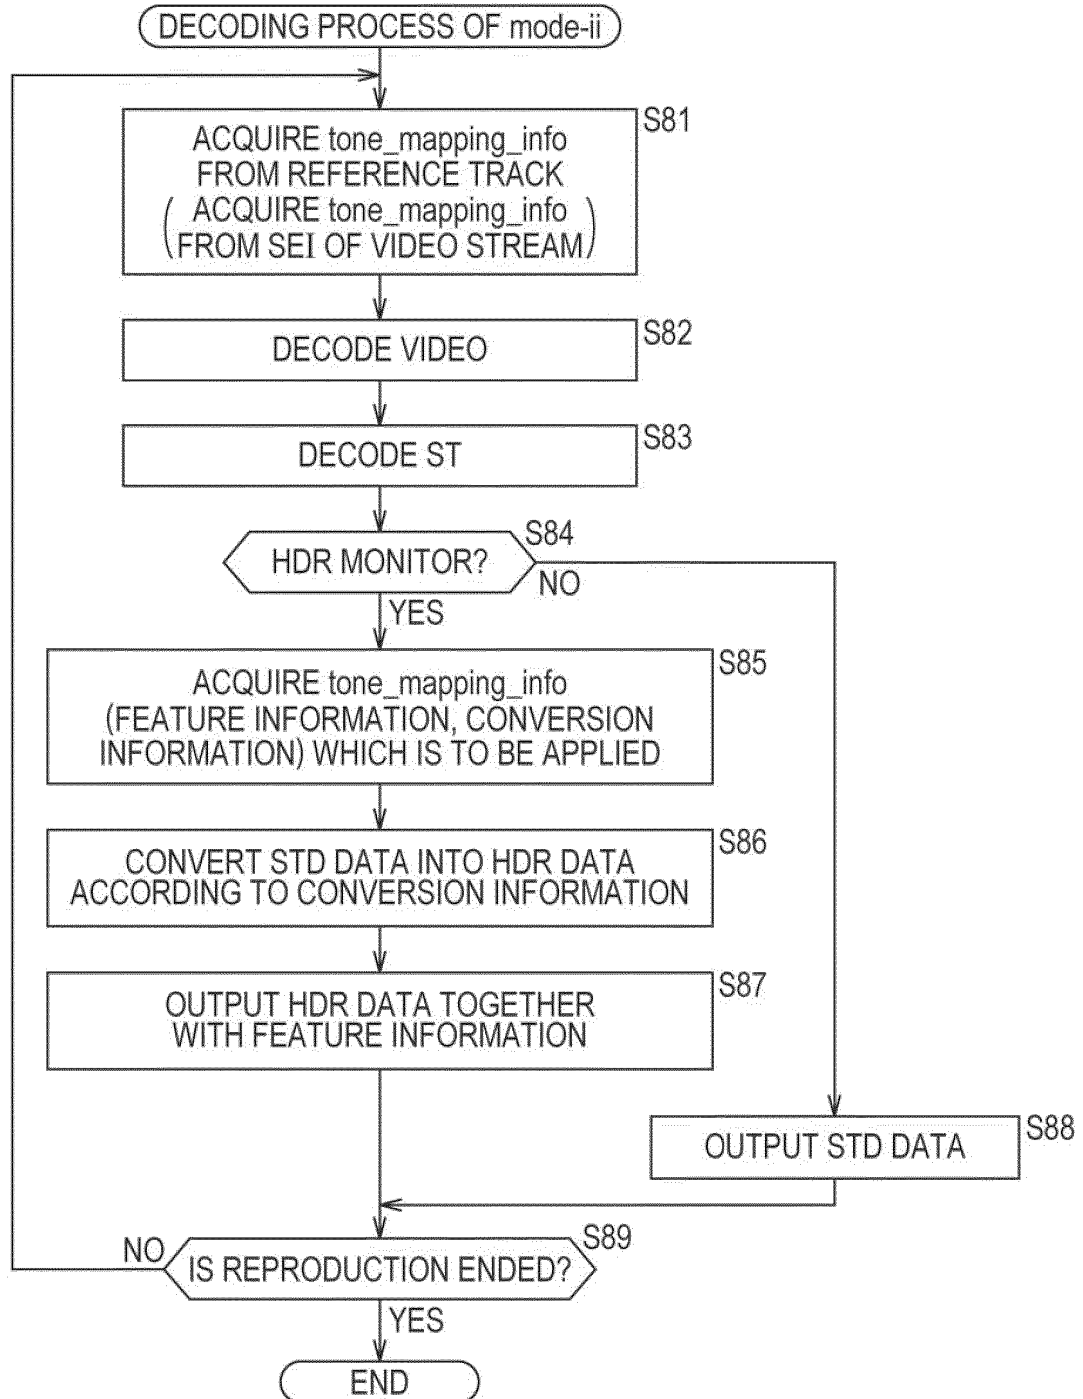 DECODING PROCESS OF mode-ii
S81
ACQUIRE tone_mapping_info
FROM REFERENCE TRACK
(ACQUIRE tone_mapping_info
FROM SEI OF VIDEO STREAM)
S82
DECODE VIDEO
S83
DECODE ST
S84
HDR MONITOR?
NO
YES
S85
ACQUIRE tone_mapping_info
(FEATURE INFORMATION, CONVERSION
INFORMATION) WHICH IS TO BE APPLIED
S86
CONVERT STD DATA INTO HDR DATA
ACCORDING TO CONVERSION INFORMATION
S87
OUTPUT HDR DATA TOGETHER
WITH FEATURE INFORMATION
S88
OUTPUT STD DATA
S89
NO
IS REPRODUCTION ENDED?
YES
END